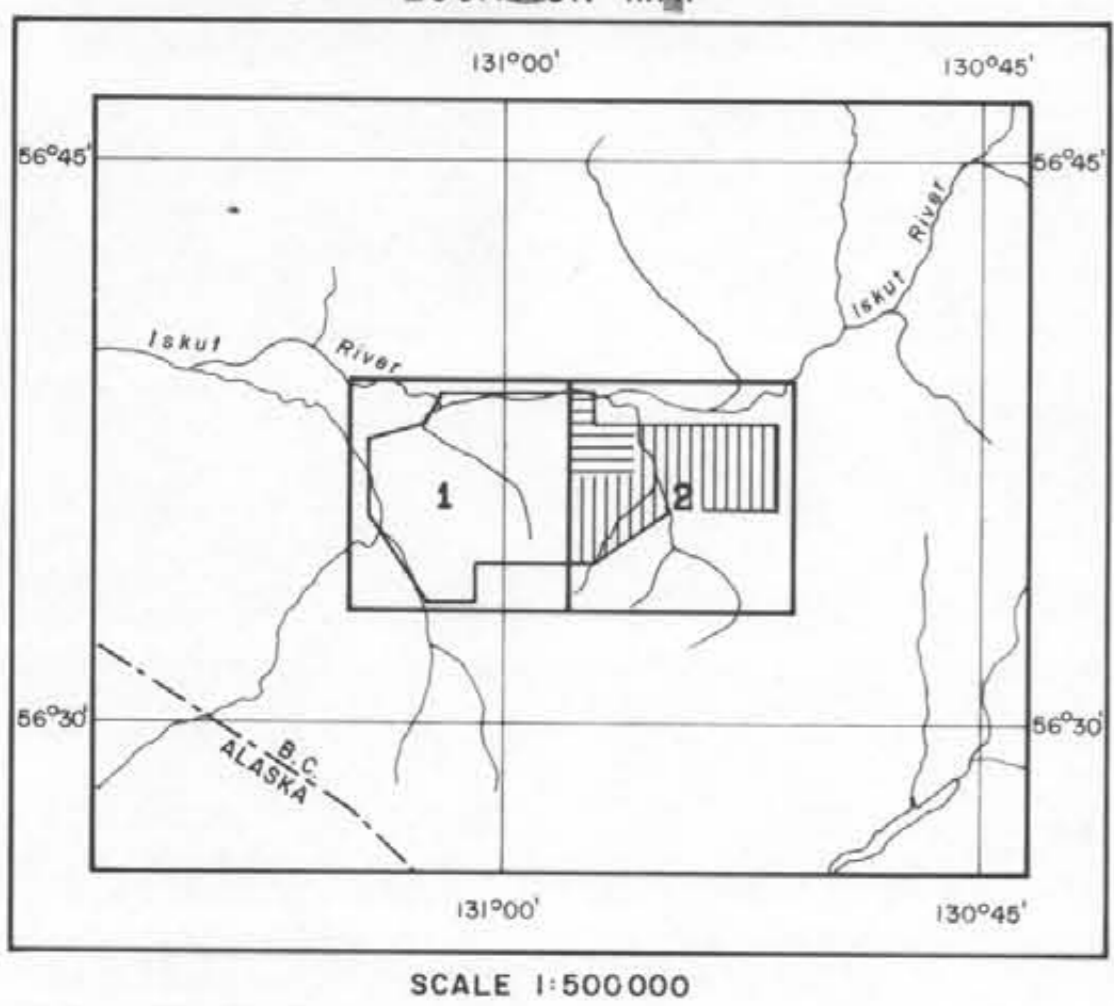 131°00' 130°45'
56°45' 56°45'
Iskut River
Iskut River
1 2
56°30' 56°30'
B.C.
ALASKA
131°00' 130°45'
SCALE 1:500000